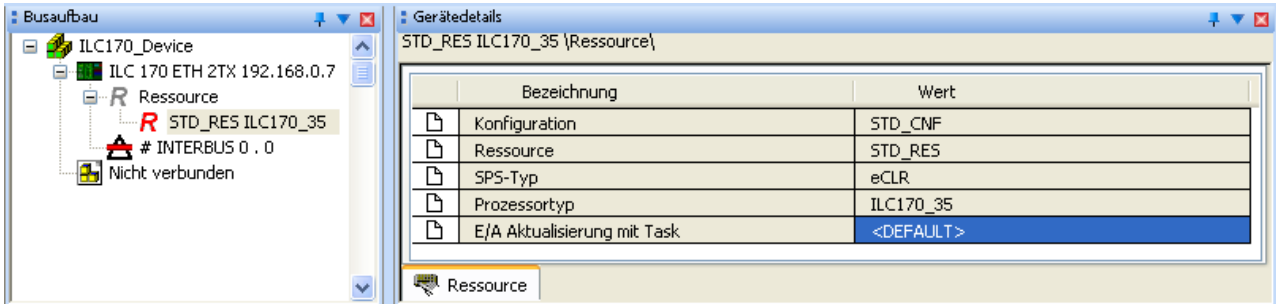 Busaufbau
ILC170_Device
ILC 170 ETH 2TX 192.168.0.7
R Ressource
R STD_RES ILC170_35
# INTERBUS 0 . 0
Nicht verbunden
Gerätedetails
STD_RES ILC170_35 \Ressource\
Bezeichnung Wert
Konfiguration STD_CNF
Ressource STD_RES
SPS-Typ eCLR
Prozessortyp ILC170_35
E/A Aktualisierung mit Task <DEFAULT>
Ressource